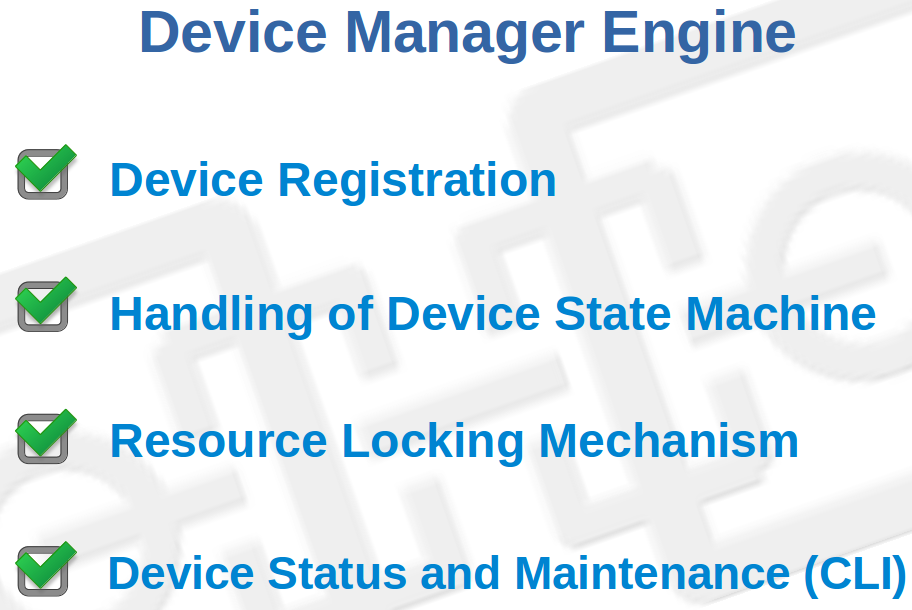 Device Manager Engine
Device Registration
Handling of Device State Machine
Resource Locking Mechanism
Device Status and Maintenance (CLI)